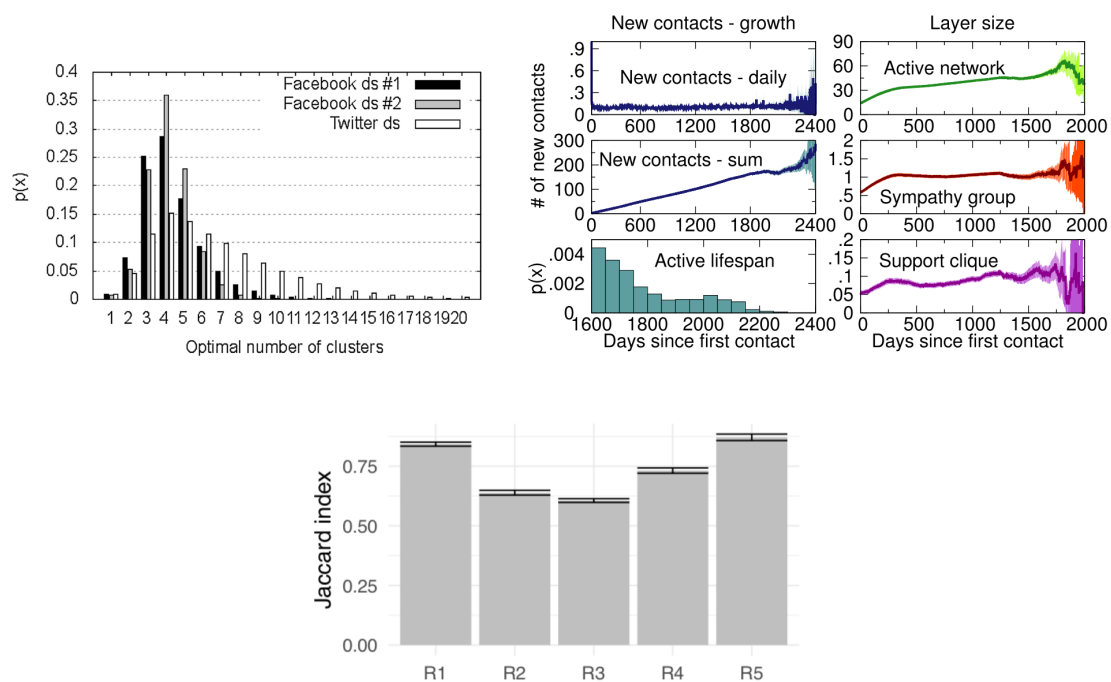 0.4
0.35
0.3
0.25
0.2
0.15
0.1
0.05
0
p(x)
Facebook ds #1
Facebook ds #2
Twitter ds
1 2 3 4 5 6 7 8 9 10 11 12 13 14 15 16 17 18 19 20
Optimal number of clusters
New contacts - growth
# of new contacts
.9
.6
.3
0
New contacts - daily
0 600 1200 1800 2400
300
200
100
0
New contacts - sum
0 600 1200 1800 2400
p(x)
.004
.002
0
Active lifespan
1600 1800 2000 2200 2400
Days since first contact
Layer size
90
60
30
0
Active network
0 500 1000 1500 2000
2
1.5
1
.5
0
Sympathy group
0 500 1000 1500 2000
.2
.15
.1
.05
0
Support clique
0 500 1000 1500 2000
Days since first contact
Jaccard index
0.75
0.50
0.25
0.00
R1 R2 R3 R4 R5